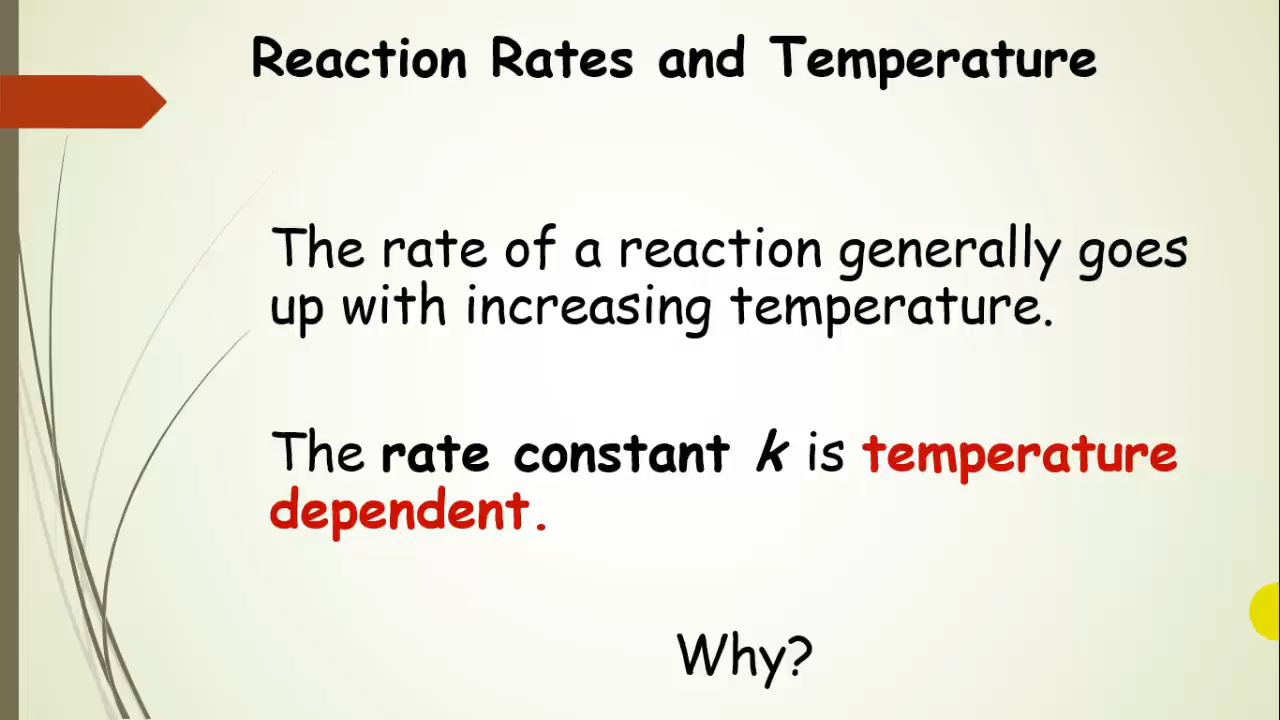 Reaction Rates and Temperature
The rate of a reaction generally goes
up with increasing temperature.
The rate constant k is temperature
dependent.
Why?